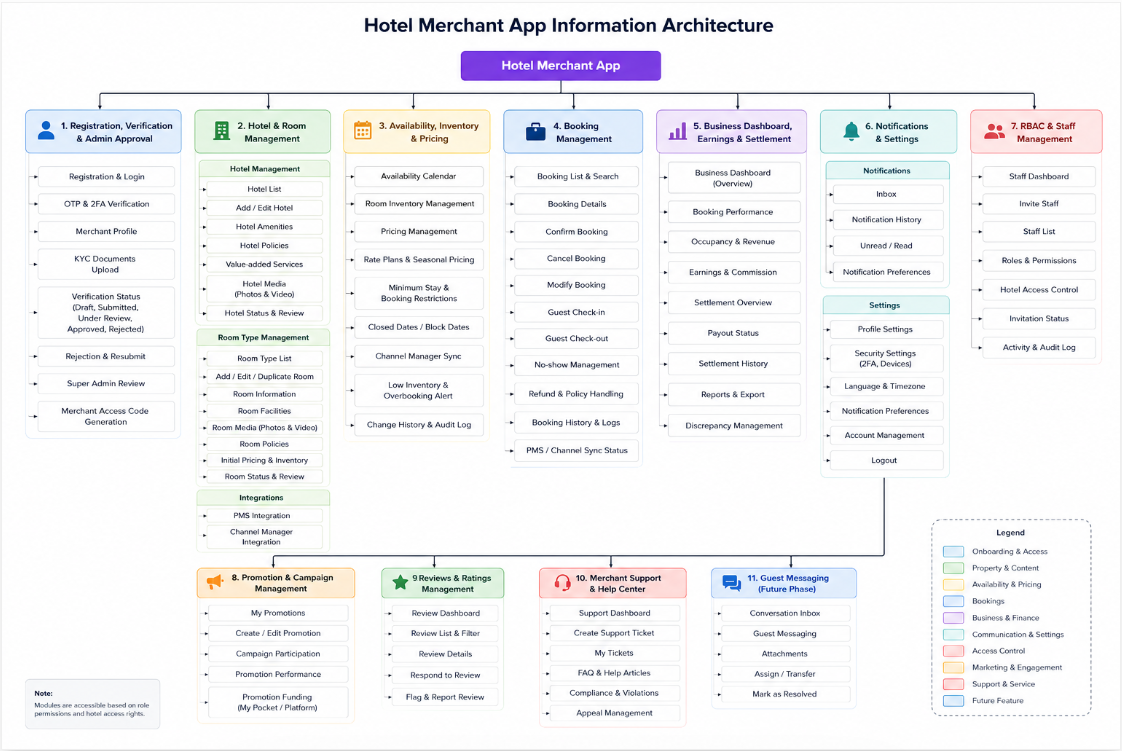 Hotel Merchant App Information Architecture
Hotel Merchant App
1. Registration, Verification
& Admin Approval
Registration & Login
OTP & 2FA Verification
Merchant Profile
KYC Documents
Upload
Verification Status
(Draft, Submitted,
Under Review,
Approved, Rejected)
Rejection & Resubmit
Super Admin Review
Merchant Access Code
Generation
2. Hotel & Room
Management
Hotel Management
Hotel List
Add / Edit Hotel
Hotel Amenities
Hotel Policies
Value-added Services
Hotel Media
(Photos & Video)
Hotel Status & Review
Room Type Management
Room Type List
Add / Edit / Duplicate Room
Room Information
Room Facilities
Room Media (Photos & Video)
Room Policies
Initial Pricing & Inventory
Room Status & Review
Integrations
PMS Integration
Channel Manager
Integration
3. Availability, Inventory
& Pricing
Availability Calendar
Room Inventory Management
Pricing Management
Rate Plans & Seasonal Pricing
Minimum Stay &
Booking Restrictions
Closed Dates / Block Dates
Channel Manager Sync
Low Inventory &
Overbooking Alert
Change History & Audit Log
4. Booking
Management
Booking List & Search
Booking Details
Confirm Booking
Cancel Booking
Modify Booking
Guest Check-in
Guest Check-out
No-show Management
Refund & Policy Handling
Booking History & Logs
PMS / Channel Sync Status
5. Business Dashboard,
Earnings & Settlement
Business Dashboard
(Overview)
Booking Performance
Occupancy & Revenue
Earnings & Commission
Settlement Overview
Payout Status
Settlement History
Reports & Export
Discrepancy Management
6. Notifications
& Settings
Notifications
Inbox
Notification History
Unread / Read
Notification Preferences
Settings
Profile Settings
Security Settings
(2FA, Devices)
Language & Timezone
Notification Preferences
Account Management
Logout
7. RBAC & Staff
Management
Staff Dashboard
Invite Staff
Staff List
Roles & Permissions
Hotel Access Control
Invitation Status
Activity & Audit Log
8. Promotion & Campaign
Management
My Promotions
Create / Edit Promotion
Campaign Participation
Promotion Performance
Promotion Funding
(My Pocket / Platform)
9 Reviews & Ratings
Management
Review Dashboard
Review List & Filter
Review Details
Respond to Review
Flag & Report Review
10. Merchant Support
& Help Center
Support Dashboard
Create Support Ticket
My Tickets
FAQ & Help Articles
Compliance & Violations
Appeal Management
11. Guest Messaging
(Future Phase)
Conversation Inbox
Guest Messaging
Attachments
Assign / Transfer
Mark as Resolved
Legend
Onboarding & Access
Property & Content
Availability & Pricing
Bookings
Business & Finance
Communication & Settings
Access Control
Marketing & Engagement
Support & Service
Future Feature
Note:
Modules are accessible based on role
permissions and hotel access rights.